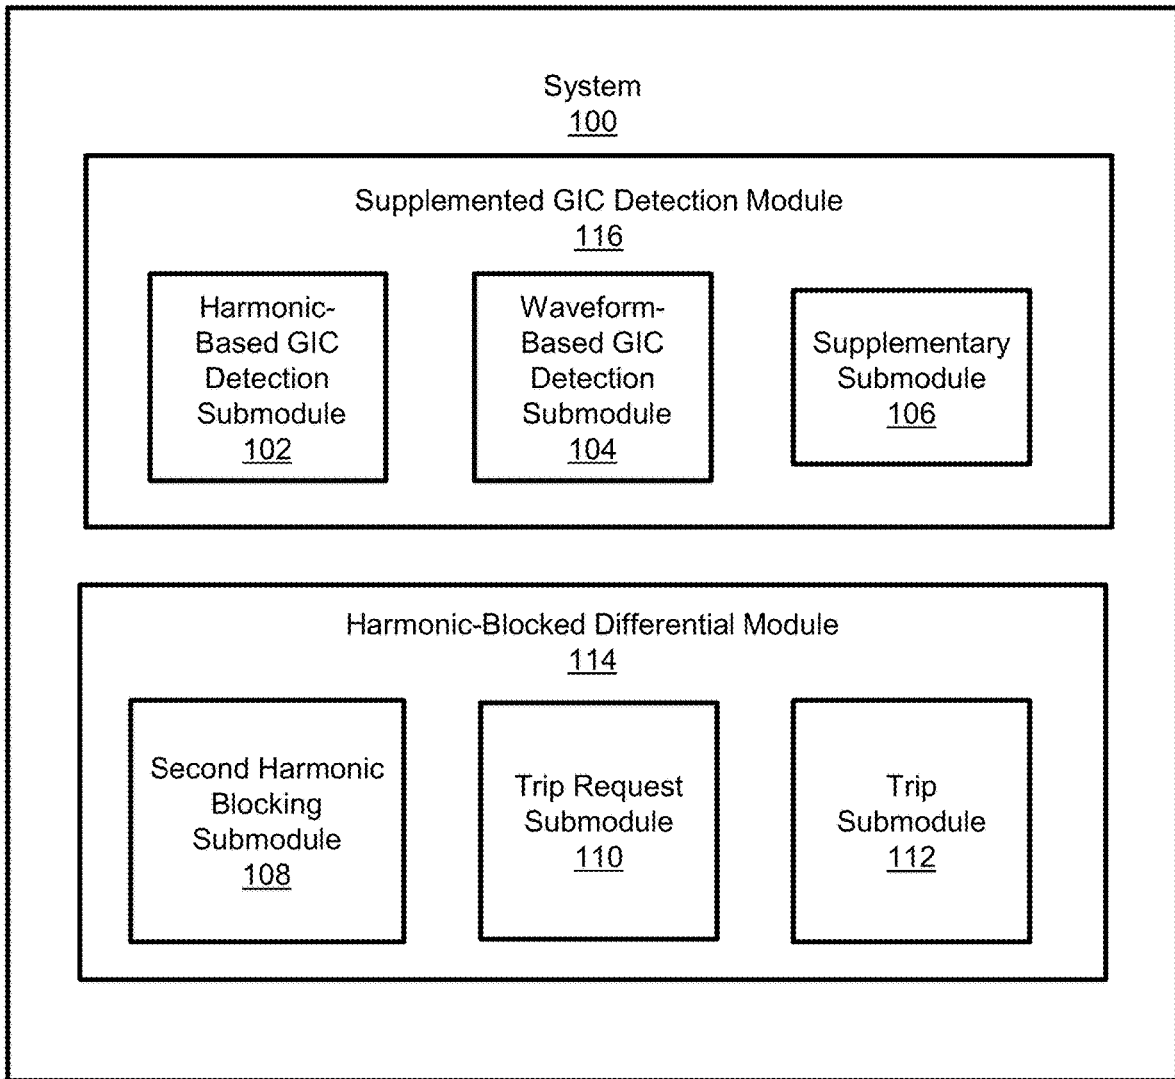 System
100
Supplemented GIC Detection Module
116
Harmonic-
Based GIC
Detection
Submodule
102
Waveform-
Based GIC
Detection
Submodule
104
Supplementary
Submodule
106
Harmonic-Blocked Differential Module
114
Second Harmonic
Blocking
Submodule
108
Trip Request
Submodule
110
Trip
Submodule
112